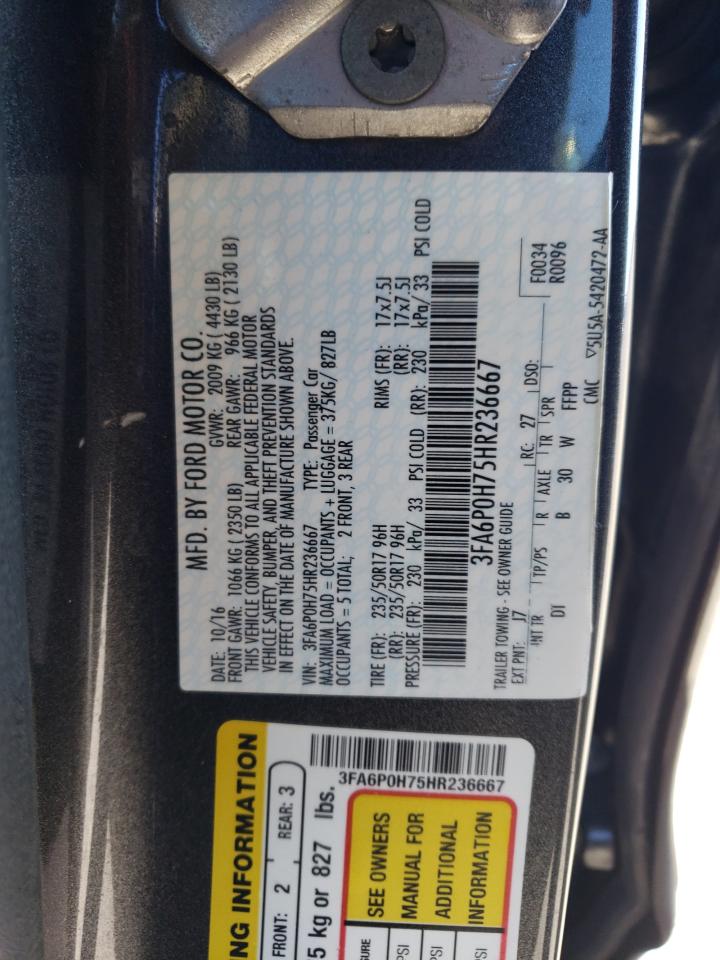 MFD. BY FORD MOTOR CO.
DATE: 10/16 GVWR: 2009 KG ( 4430 LB)
FRONT GAWR: 1066 KG ( 2350 LB) REAR GAWR: 966 KG ( 2130 LB)
THIS VEHICLE CONFORMS TO ALL APPLICABLE FEDERAL MOTOR
VEHICLE SAFETY, BUMPER, AND THEFT PREVENTION STANDARDS
IN EFFECT ON THE DATE OF MANUFACTURE SHOWN ABOVE.
VIN: 3FA6P0H75HR236667 TYPE: Passenger Car
MAXIMUM LOAD = OCCUPANTS + LUGGAGE = 375KG/ 827LB
OCCUPANTS = 5 TOTAL; 2 FRONT, 3 REAR
TIRE (FR): 235/50R17 96H RIMS (FR): 17x7.5J
(RR): 235/50R17 96H (RR): 17x7.5J
PRESSURE (FR): 230 kPa/ 33 PSI COLD (RR): 230 kPa/ 33 PSI COLD
3FA6P0H75HR236667
TRAILER TOWING - SEE OWNER GUIDE
F0034
R0096
EXT PNT: J7 RC: 27 DSO:
INT TR TP/PS R AXLE TR SPR
DI B 30 W FFPP
CMC ▽5U5A-5420472-AA
NG INFORMATION
FRONT: 2 REAR: 3
5 kg or 827 lbs.
3FA6P0H75HR236667
SEE OWNERS
MANUAL FOR
ADDITIONAL
INFORMATION
SURE
PSI
PSI
PSI